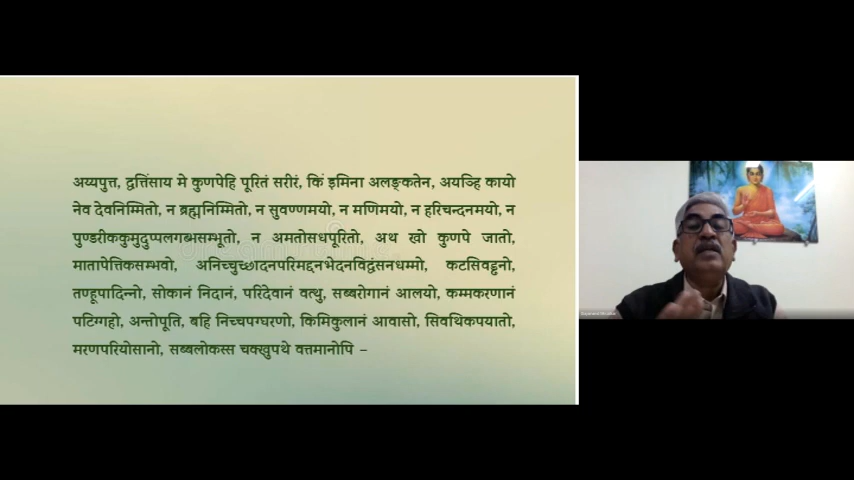 अय्यपुत्त, द्वत्तिंसाय मे कुणपेहि पूरितं सरीरं, किं इमिना अलङ्कतेन, अयञ्हि कायो
नेव देवनिम्मितो, न ब्रह्मनिम्मितो, न सुवण्णमयो, न मणिमयो, न हरिचन्दनमयो, न
पुण्डरीककुमुदुप्पलगब्भसम्भूतो, न अमतोसधपूरितो, अथ खो कुणपे जातो,
मातापेत्तिकसम्भवो, अनिच्चुच्छादनपरिमद्दनभेदनविद्धंसनधम्मो, कटसिवड्ढनो,
तण्हूपादिन्नो, सोकानं निदानं, परिदेवानं वत्थु, सब्बरोगानं आलयो, कम्मकरणानं
पटिग्गहो, अन्तोपूति, बहि निच्चपग्घरणो, किमिकुलानं आवासो, सिवथिकपयातो,
मरणपरियोसानो, सब्बलोकस्स चक्खुपथे वत्तमानोपि –